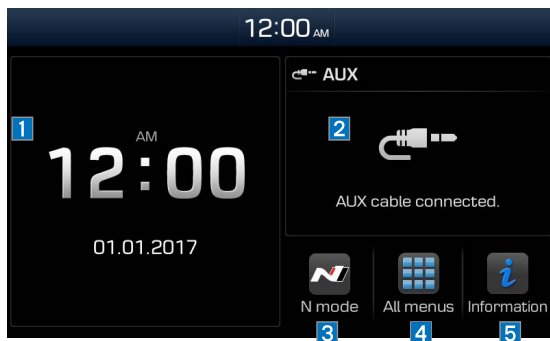 12:00 AM
1
AM
12:00
01.01.2017
AUX
2
AUX cable connected.
N mode
All menus
Information
3
4
5